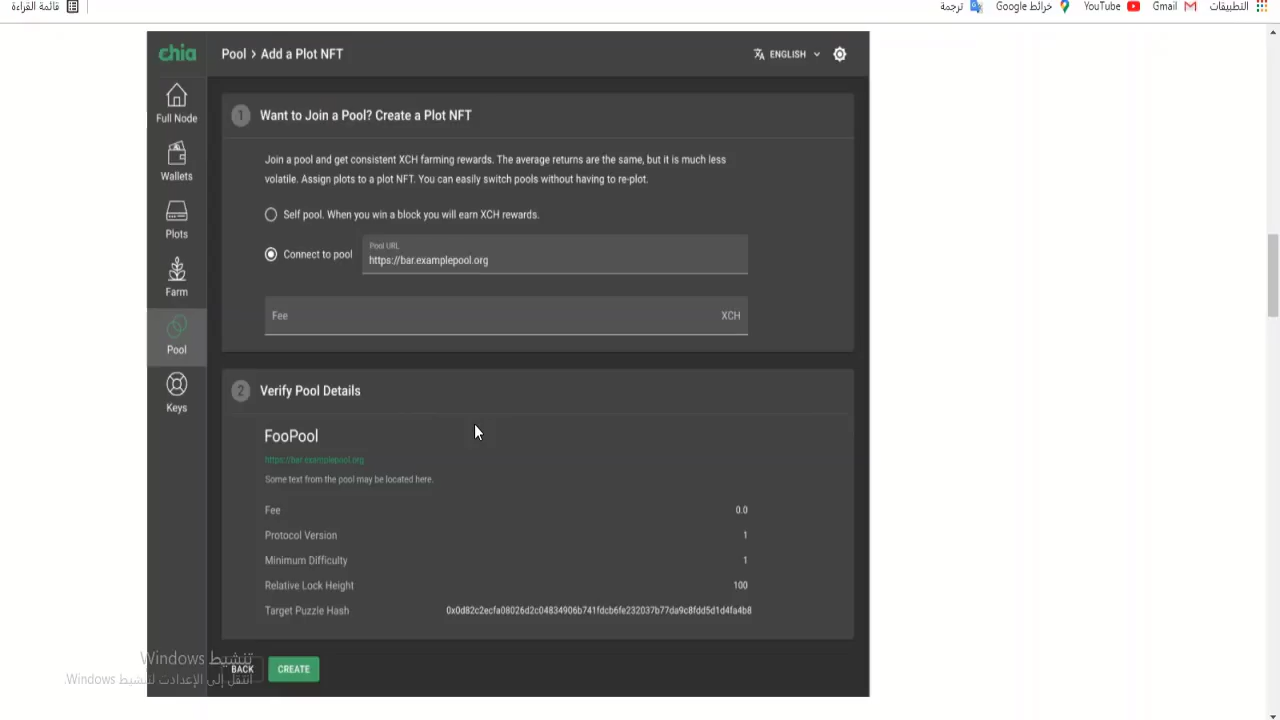 التطبيقات Gmail YouTube خرائط Google ترجمة قائمة القراءة
chia
Pool > Add a Plot NFT
ENGLISH
Full Node
Wallets
Plots
Farm
Pool
Keys
1 Want to Join a Pool? Create a Plot NFT
Join a pool and get consistent XCH farming rewards. The average returns are the same, but it is much less
volatile. Assign plots to a plot NFT. You can easily switch pools without having to re-plot.
Self pool. When you win a block you will earn XCH rewards.
Connect to pool
Pool URL
https://bar.examplepool.org
Fee XCH
2 Verify Pool Details
FooPool
https://bar.examplepool.org
Some text from the pool may be located here.
Fee 0.0
Protocol Version 1
Minimum Difficulty 1
Relative Lock Height 100
Target Puzzle Hash 0x0d82c2ecfa08026d2c04834906b741fdcb6fe232037b77da9c8fdd5d1d4fa4b8
BACK CREATE
تنشيط Windows
انتقل إلى الإعدادت لتنشيط Windows.